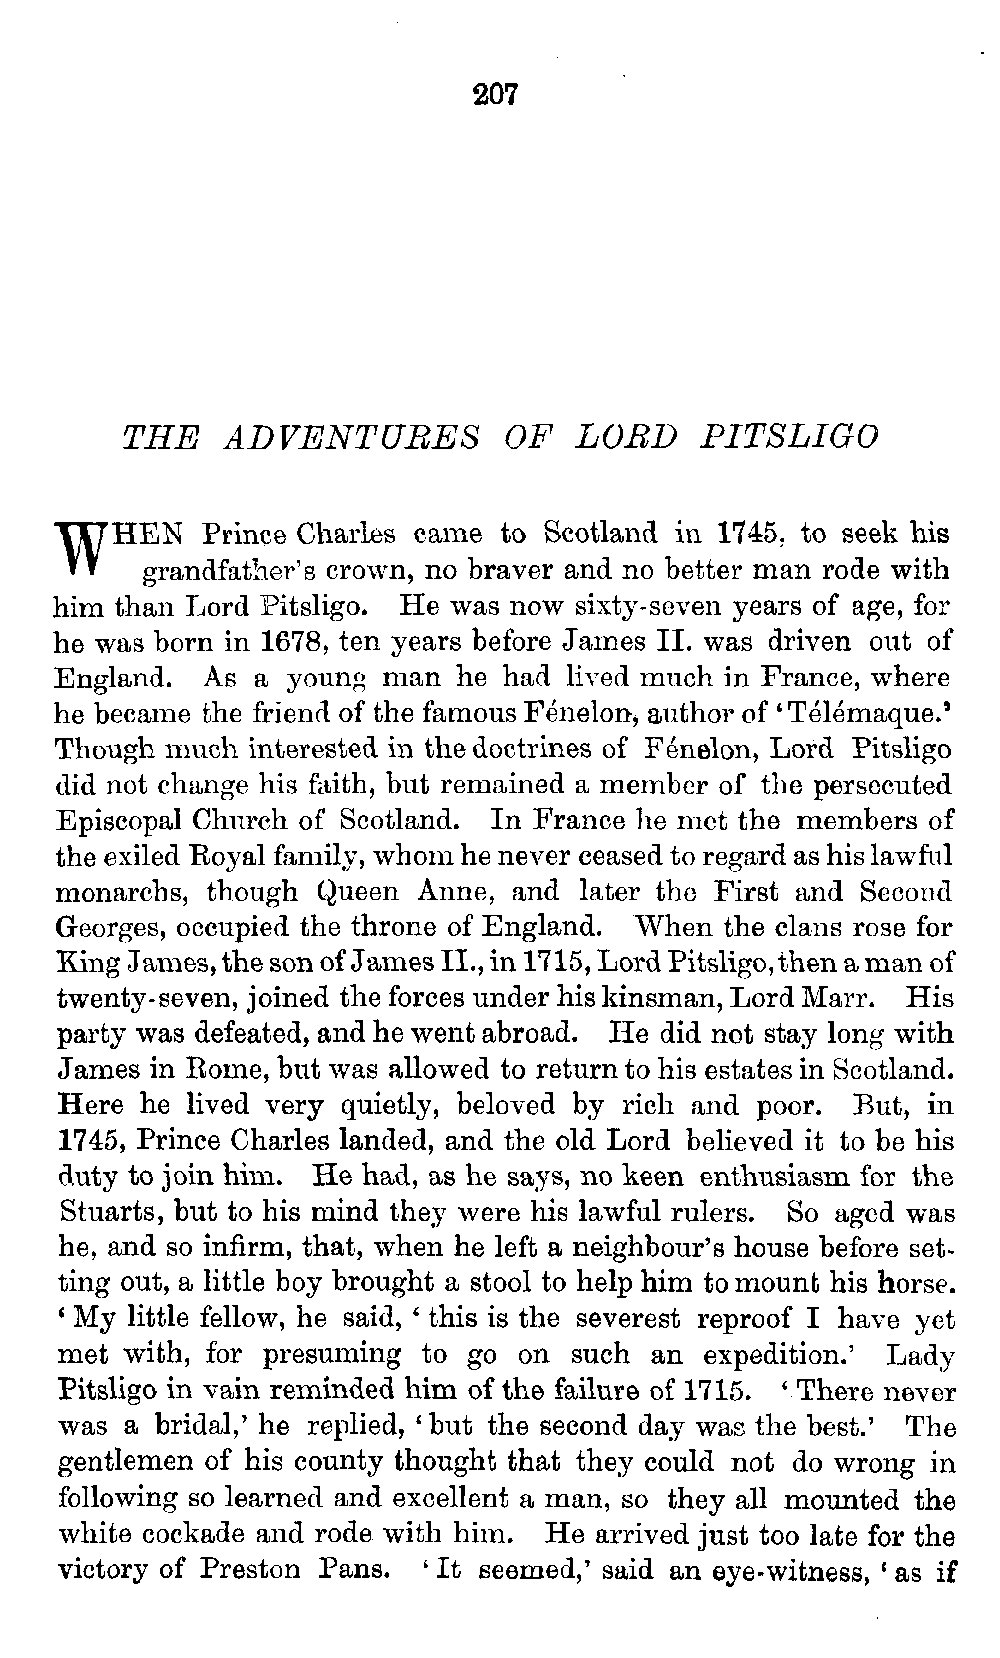 207
THE ADVENTURES OF LORD PITSLIGO
WHEN Prince Charles came to Scotland in 1745, to seek his
grandfather's crown, no braver and no better man rode with
him than Lord Pitsligo. He was now sixty-seven years of age, for
he was born in 1678, ten years before James II. was driven out of
England. As a young man he had lived much in France, where
he became the friend of the famous Fénelon, author of 'Télémaque.'
Though much interested in the doctrines of Fénelon, Lord Pitsligo
did not change his faith, but remained a member of the persecuted
Episcopal Church of Scotland. In France he met the members of
the exiled Royal family, whom he never ceased to regard as his lawful
monarchs, though Queen Anne, and later the First and Second
Georges, occupied the throne of England. When the clans rose for
King James, the son of James II., in 1715, Lord Pitsligo, then a man of
twenty-seven, joined the forces under his kinsman, Lord Marr. His
party was defeated, and he went abroad. He did not stay long with
James in Rome, but was allowed to return to his estates in Scotland.
Here he lived very quietly, beloved by rich and poor. But, in
1745, Prince Charles landed, and the old Lord believed it to be his
duty to join him. He had, as he says, no keen enthusiasm for the
Stuarts, but to his mind they were his lawful rulers. So aged was
he, and so infirm, that, when he left a neighbour's house before set-
ting out, a little boy brought a stool to help him to mount his horse.
'My little fellow, he said, 'this is the severest reproof I have yet
met with, for presuming to go on such an expedition.' Lady
Pitsligo in vain reminded him of the failure of 1715. 'There never
was a bridal,' he replied, 'but the second day was the best.' The
gentlemen of his county thought that they could not do wrong in
following so learned and excellent a man, so they all mounted the
white cockade and rode with him. He arrived just too late for the
victory of Preston Pans. 'It seemed,' said an eye-witness, 'as if